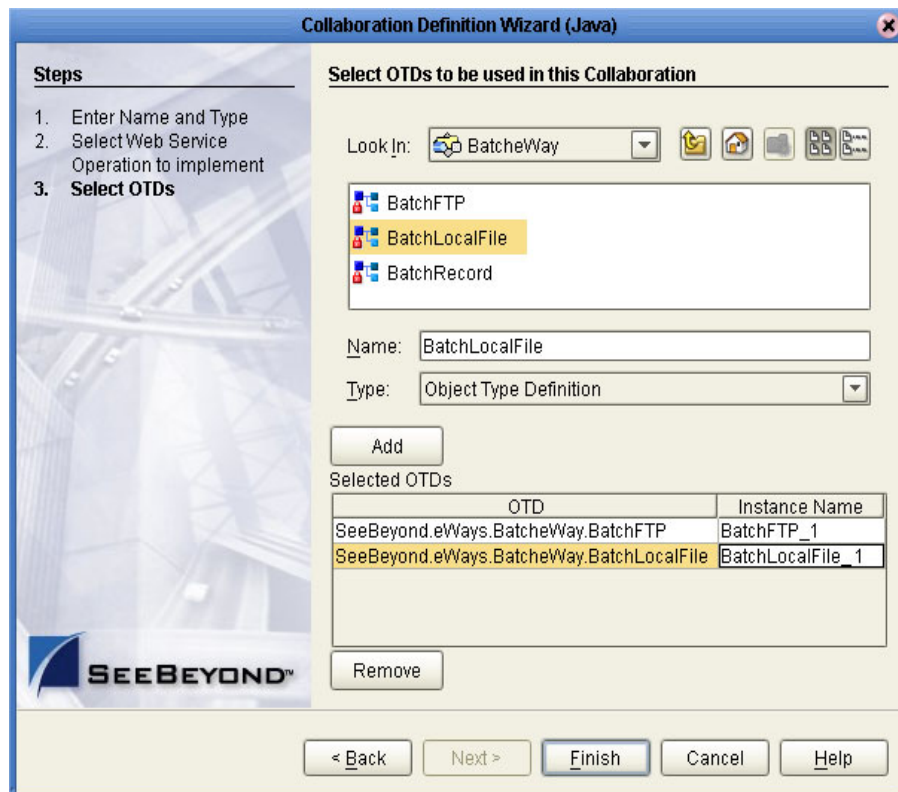 Collaboration Definition Wizard (Java)
Steps
1. Enter Name and Type
2. Select Web Service
Operation to implement
3. Select OTDs
SEEBEYOND™
Select OTDs to be used in this Collaboration
Look In: BatcheWay
BatchFTP
BatchLocalFile
BatchRecord
Name: BatchLocalFile
Type: Object Type Definition
Add
Selected OTDs
OTD Instance Name
SeeBeyond.eWays.BatcheWay.BatchFTP BatchFTP_1
SeeBeyond.eWays.BatcheWay.BatchLocalFile BatchLocalFile_1
Remove
< Back Next > Finish Cancel Help